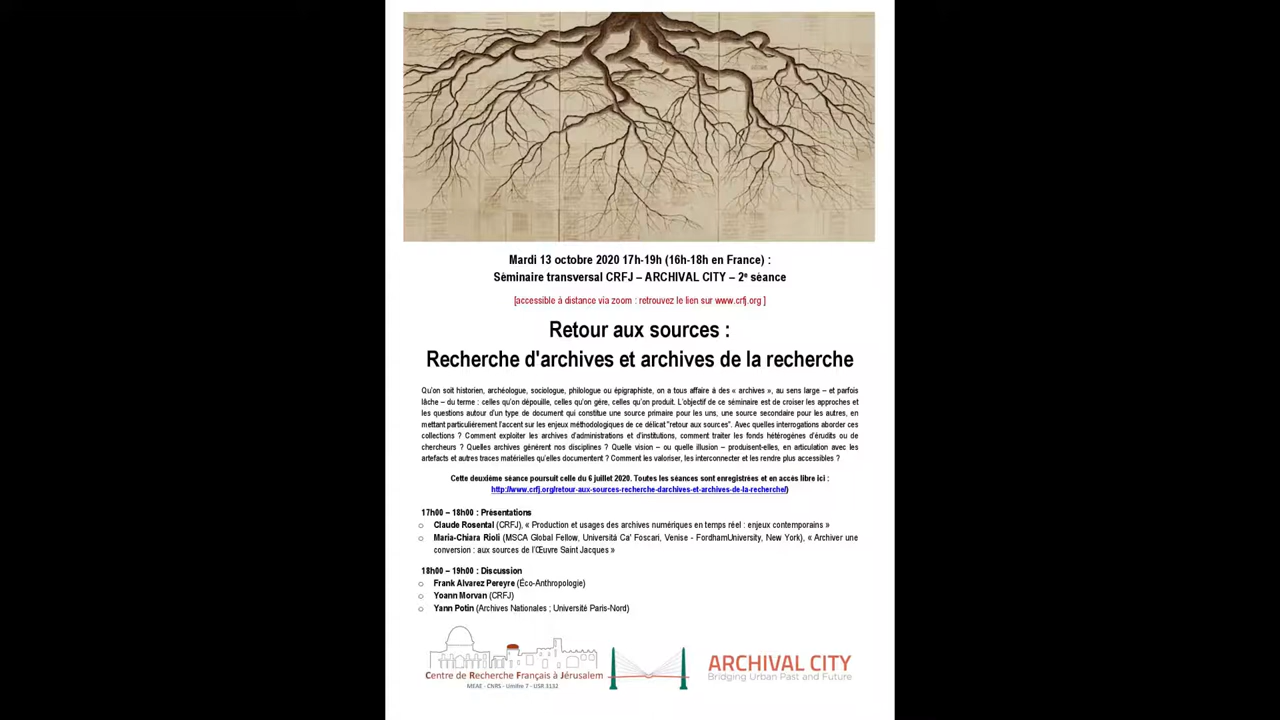 Mardi 13 octobre 2020 17h-19h (16h-18h en France) :
Séminaire transversal CRFJ – ARCHIVAL CITY – 2e séance
[accessible à distance via zoom : retrouvez le lien sur www.crfj.org ]
Retour aux sources :
Recherche d'archives et archives de la recherche
Qu'on soit historien, archéologue, sociologue, philologue ou épigraphiste, on a tous affaire à des « archives », au sens large – et parfois
lâche – du terme : celles qu'on dépouille, celles qu'on gère, celles qu'on produit. L'objectif de ce séminaire est de croiser les approches et
les questions autour d'un type de document qui constitue une source primaire pour les uns, une source secondaire pour les autres, en
mettant particulièrement l'accent sur les enjeux méthodologiques de ce délicat "retour aux sources". Avec quelles interrogations aborder ces
collections ? Comment exploiter les archives d'administrations et d'institutions, comment traiter les fonds hétérogènes d'érudits ou de
chercheurs ? Quelles archives génèrent nos disciplines ? Quelle vision – ou quelle illusion – produisent-elles, en articulation avec les
artefacts et autres traces matérielles qu'elles documentent ? Comment les valoriser, les interconnecter et les rendre plus accessibles ?
Cette deuxième séance poursuit celle du 6 juillet 2020. Toutes les séances sont enregistrées et en accès libre ici :
http://www.crfj.org/retour-aux-sources-recherche-darchives-et-archives-de-la-recherche/)
17h00 – 18h00 : Présentations
o Claude Rosental (CRFJ), « Production et usages des archives numériques en temps réel : enjeux contemporains »
o Maria-Chiara Rioli (MSCA Global Fellow, Università Ca' Foscari, Venise - FordhamUniversity, New York), « Archiver une
conversion : aux sources de l'Œuvre Saint Jacques »
18h00 – 19h00 : Discussion
o Frank Alvarez Pereyre (Éco-Anthropologie)
o Yoann Morvan (CRFJ)
o Yann Potin (Archives Nationales ; Université Paris-Nord)
Centre de Recherche Français à Jérusalem
MEAE - CNRS - Umifre 7 - USR 3132
ARCHIVAL CITY
Bridging Urban Past and Future